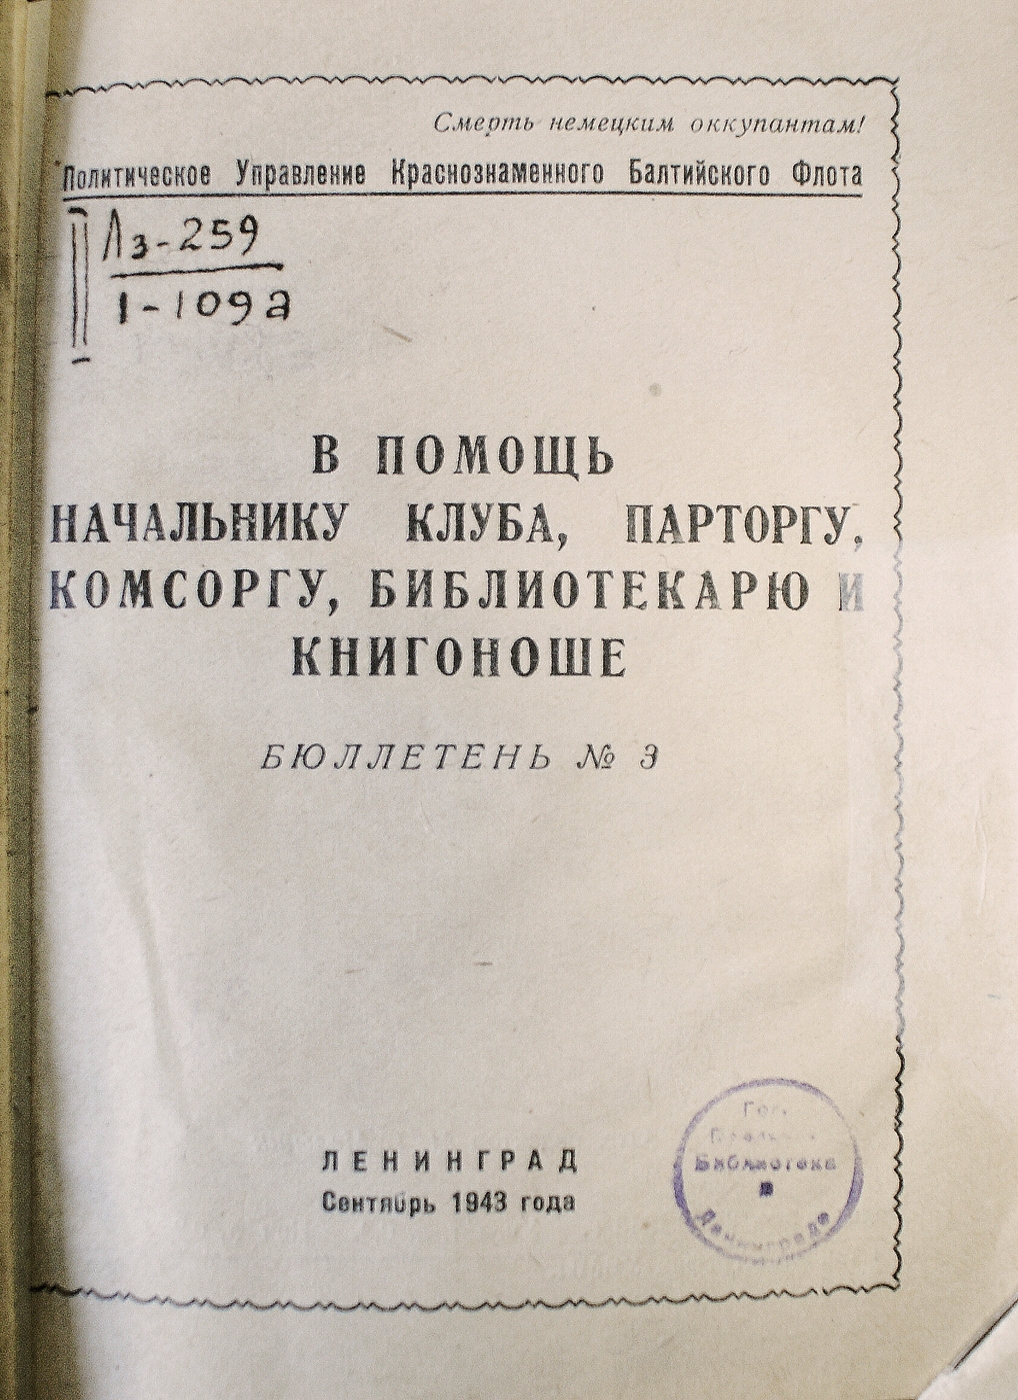 Смерть немецким оккупантам!
Политическое Управление Краснознаменного Балтийского Флота
Лз-259
1-109а
В ПОМОЩЬ
НАЧАЛЬНИКУ КЛУБА, ПАРТОРГУ,
КОМСОРГУ, БИБЛИОТЕКАРЮ И
КНИГОНОШЕ
БЮЛЛЕТЕНЬ № 3
ЛЕНИНГРАД
Сентябрь 1943 года
Библиотека
в
Ленинграде